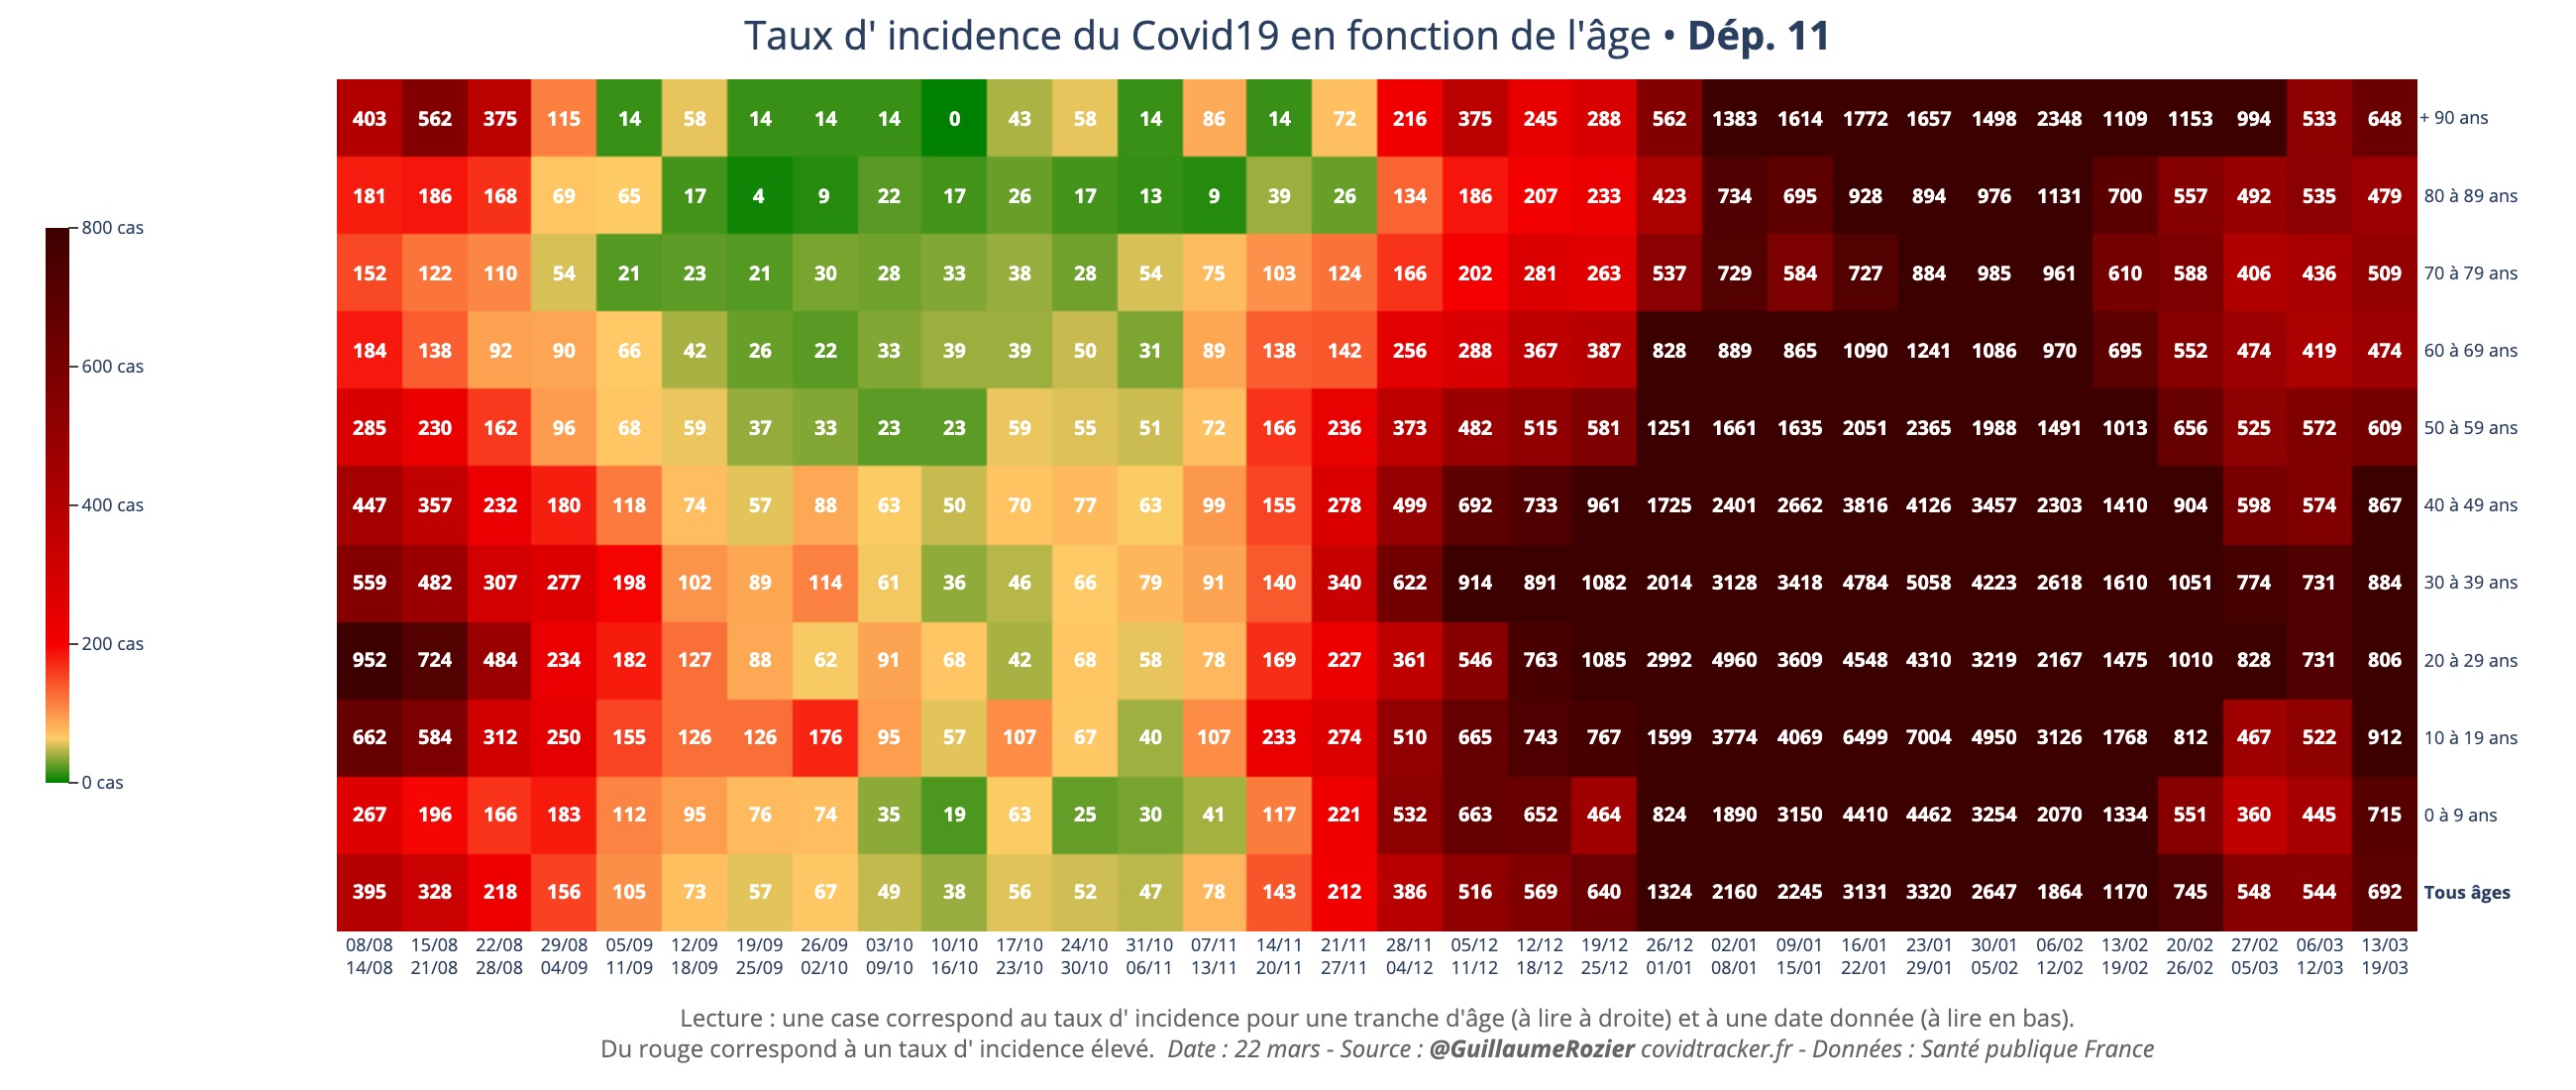 Taux d' incidence du Covid19 en fonction de l'âge • Dép. 11
800 cas
600 cas
400 cas
200 cas
0 cas
403 562 375 115 14 58 14 14 14 0 43 58 14 86 14 72 216 375 245 288 562 1383 1614 1772 1657 1498 2348 1109 1153 994 533 648 + 90 ans
181 186 168 69 65 17 4 9 22 17 26 17 13 9 39 26 134 186 207 233 423 734 695 928 894 976 1131 700 557 492 535 479 80 à 89 ans
152 122 110 54 21 23 21 30 28 33 38 28 54 75 103 124 166 202 281 263 537 729 584 727 884 985 961 610 588 406 436 509 70 à 79 ans
184 138 92 90 66 42 26 22 33 39 39 50 31 89 138 142 256 288 367 387 828 889 865 1090 1241 1086 970 695 552 474 419 474 60 à 69 ans
285 230 162 96 68 59 37 33 23 23 59 55 51 72 166 236 373 482 515 581 1251 1661 1635 2051 2365 1988 1491 1013 656 525 572 609 50 à 59 ans
447 357 232 180 118 74 57 88 63 50 70 77 63 99 155 278 499 692 733 961 1725 2401 2662 3816 4126 3457 2303 1410 904 598 574 867 40 à 49 ans
559 482 307 277 198 102 89 114 61 36 46 66 79 91 140 340 622 914 891 1082 2014 3128 3418 4784 5058 4223 2618 1610 1051 774 731 884 30 à 39 ans
952 724 484 234 182 127 88 62 91 68 42 68 58 78 169 227 361 546 763 1085 2992 4960 3609 4548 4310 3219 2167 1475 1010 828 731 806 20 à 29 ans
662 584 312 250 155 126 126 176 95 57 107 67 40 107 233 274 510 665 743 767 1599 3774 4069 6499 7004 4950 3126 1768 812 467 522 912 10 à 19 ans
267 196 166 183 112 95 76 74 35 19 63 25 30 41 117 221 532 663 652 464 824 1890 3150 4410 4462 3254 2070 1334 551 360 445 715 0 à 9 ans
395 328 218 156 105 73 57 67 49 38 56 52 47 78 143 212 386 516 569 640 1324 2160 2245 3131 3320 2647 1864 1170 745 548 544 692 Tous âges
08/08 15/08 22/08 29/08 05/09 12/09 19/09 26/09 03/10 10/10 17/10 24/10 31/10 07/11 14/11 21/11 28/11 05/12 12/12 19/12 26/12 02/01 09/01 16/01 23/01 30/01 06/02 13/02 20/02 27/02 06/03 13/03
14/08 21/08 28/08 04/09 11/09 18/09 25/09 02/10 09/10 16/10 23/10 30/10 06/11 13/11 20/11 27/11 04/12 11/12 18/12 25/12 01/01 08/01 15/01 22/01 29/01 05/02 12/02 19/02 26/02 05/03 12/03 19/03
Lecture : une case correspond au taux d' incidence pour une tranche d'âge (à lire à droite) et à une date donnée (à lire en bas).
Du rouge correspond à un taux d' incidence élevé. Date : 22 mars - Source : @GuillaumeRozier covidtracker.fr - Données : Santé publique France